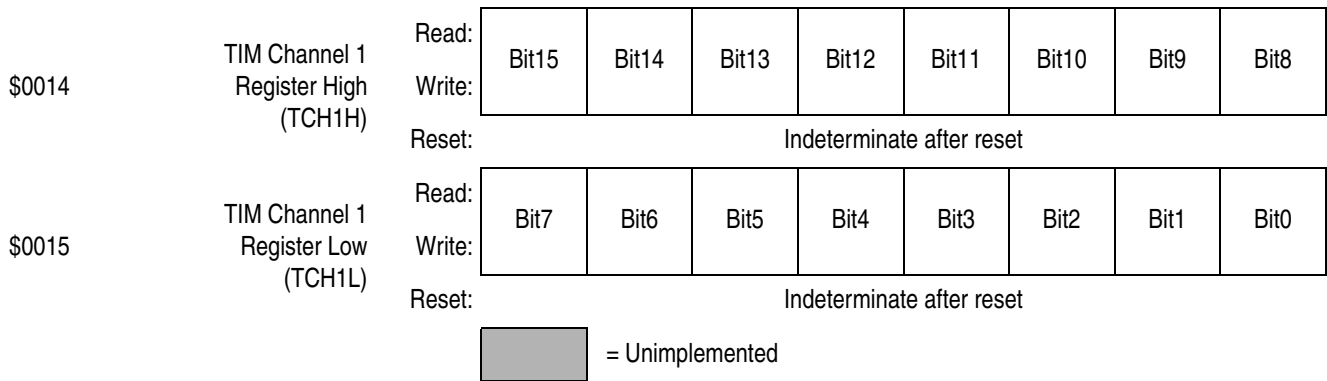 $0014 TIM Channel 1 Register High (TCH1H) Read: Write: Bit15 Bit14 Bit13 Bit12 Bit11 Bit10 Bit9 Bit8
Reset: Indeterminate after reset
$0015 TIM Channel 1 Register Low (TCH1L) Read: Write: Bit7 Bit6 Bit5 Bit4 Bit3 Bit2 Bit1 Bit0
Reset: Indeterminate after reset
= Unimplemented